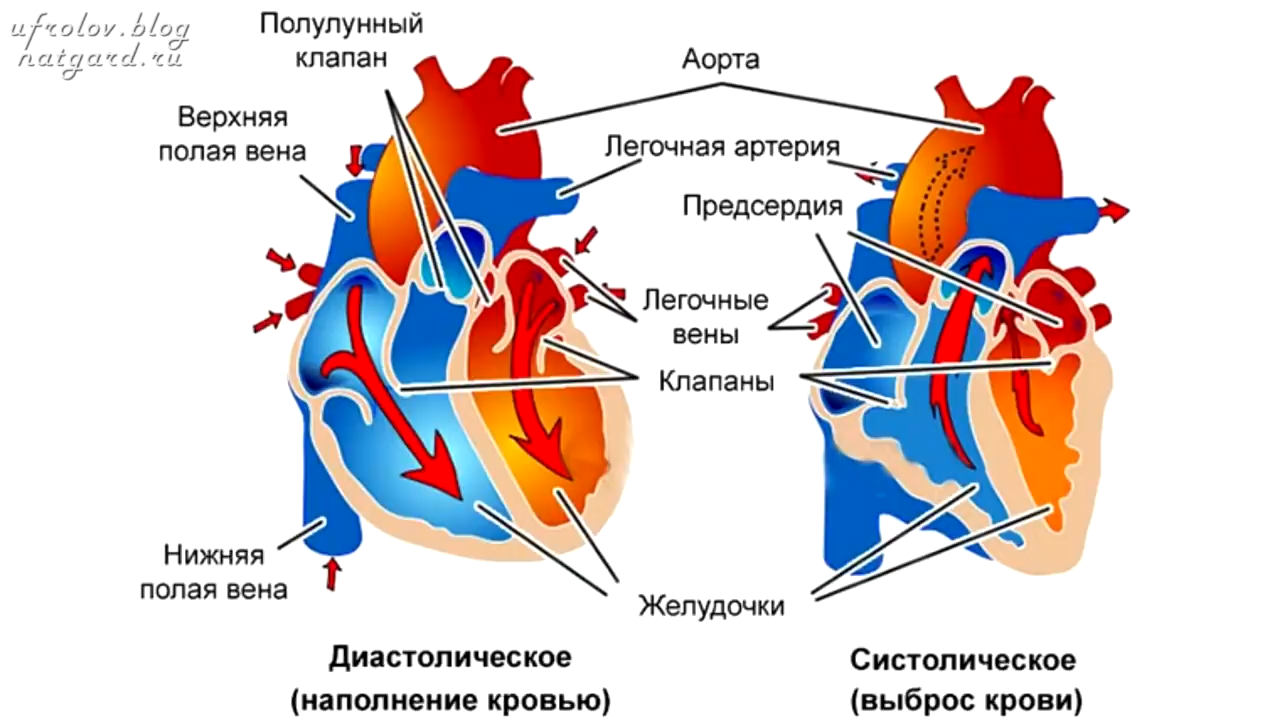 ufrolov.blog
natgard.ru
Полулунный
клапан
Аорта
Верхняя
полая вена
Легочная артерия
Предсердия
Легочные
вены
Клапаны
Нижняя
полая вена
Желудочки
Диастолическое
(наполнение кровью)
Систолическое
(выброс крови)